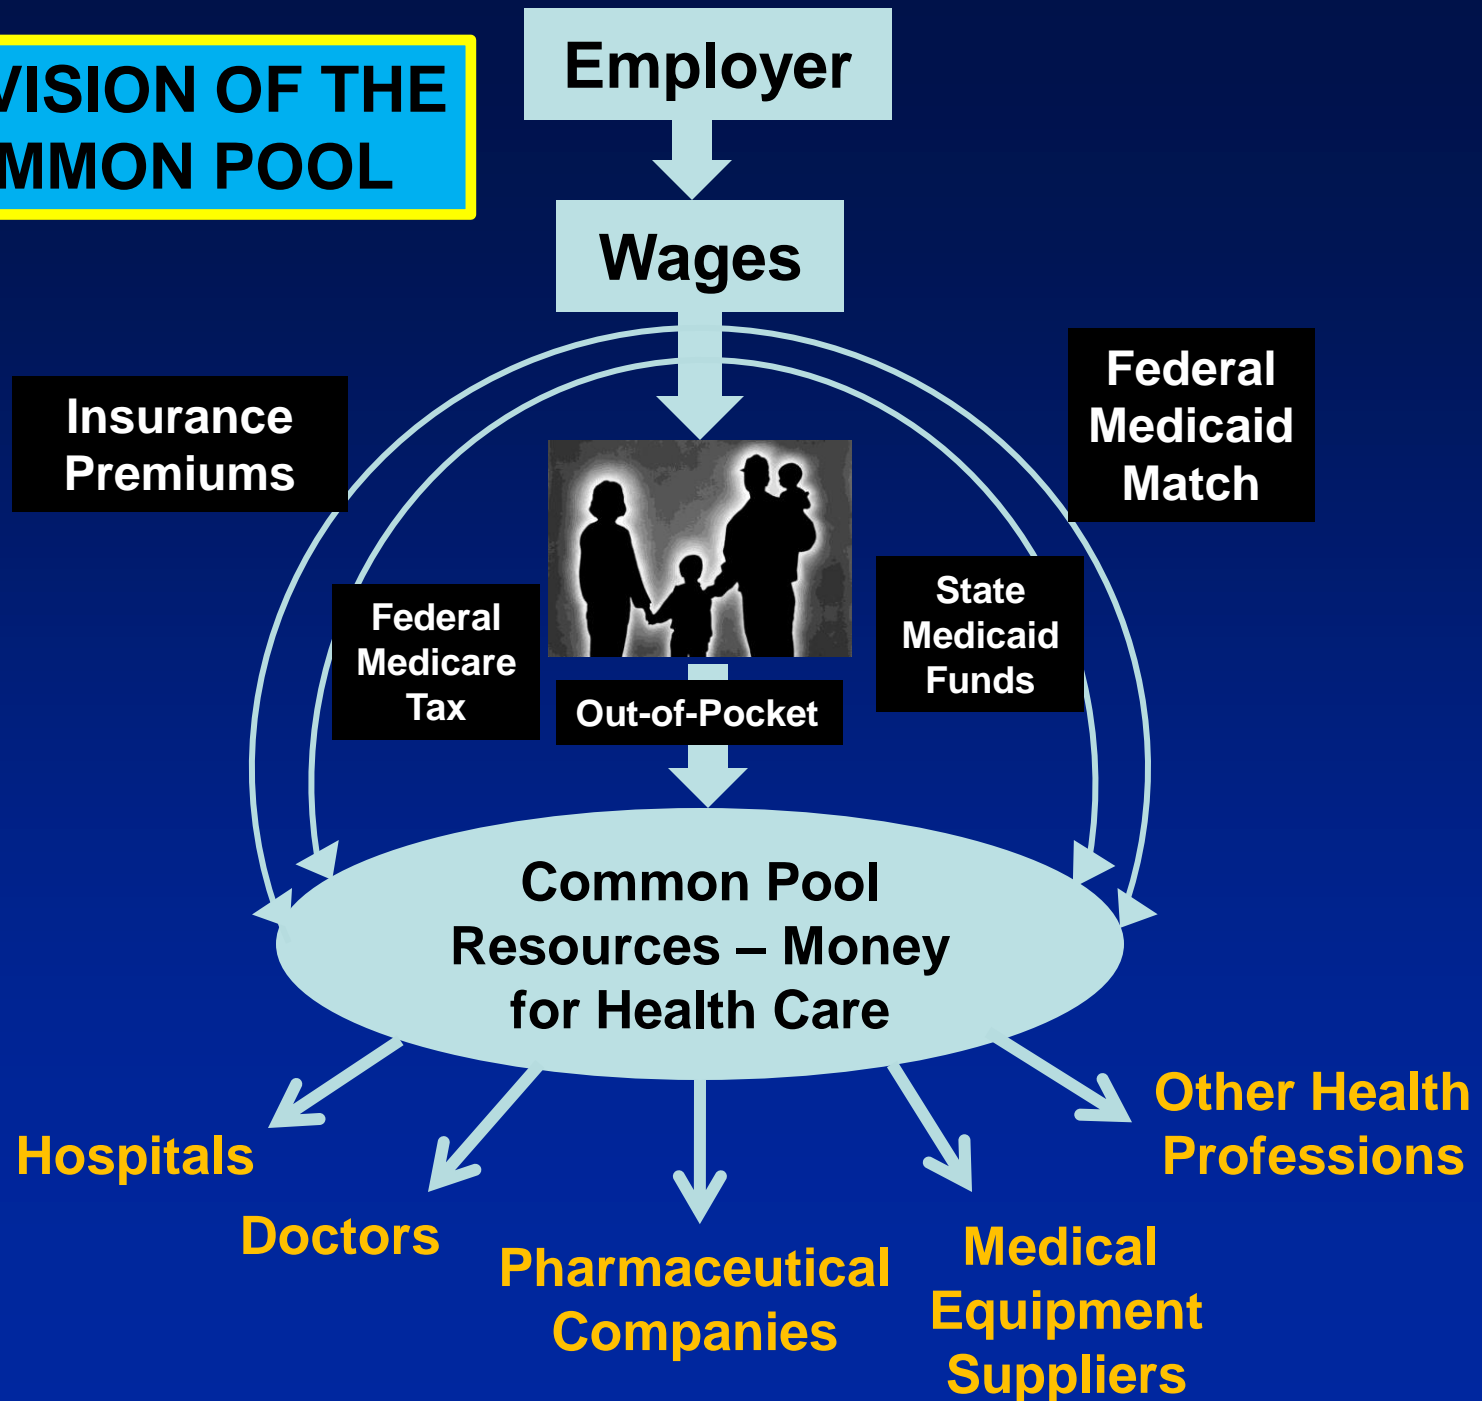 VISION OF THE
MMON POOL
Employer
Wages
Insurance
Premiums
Federal
Medicaid
Match
Federal
Medicare
Tax
State
Medicaid
Funds
Out-of-Pocket
Common Pool
Resources – Money
for Health Care
Hospitals
Doctors
Pharmaceutical
Companies
Medical
Equipment
Suppliers
Other Health
Professions